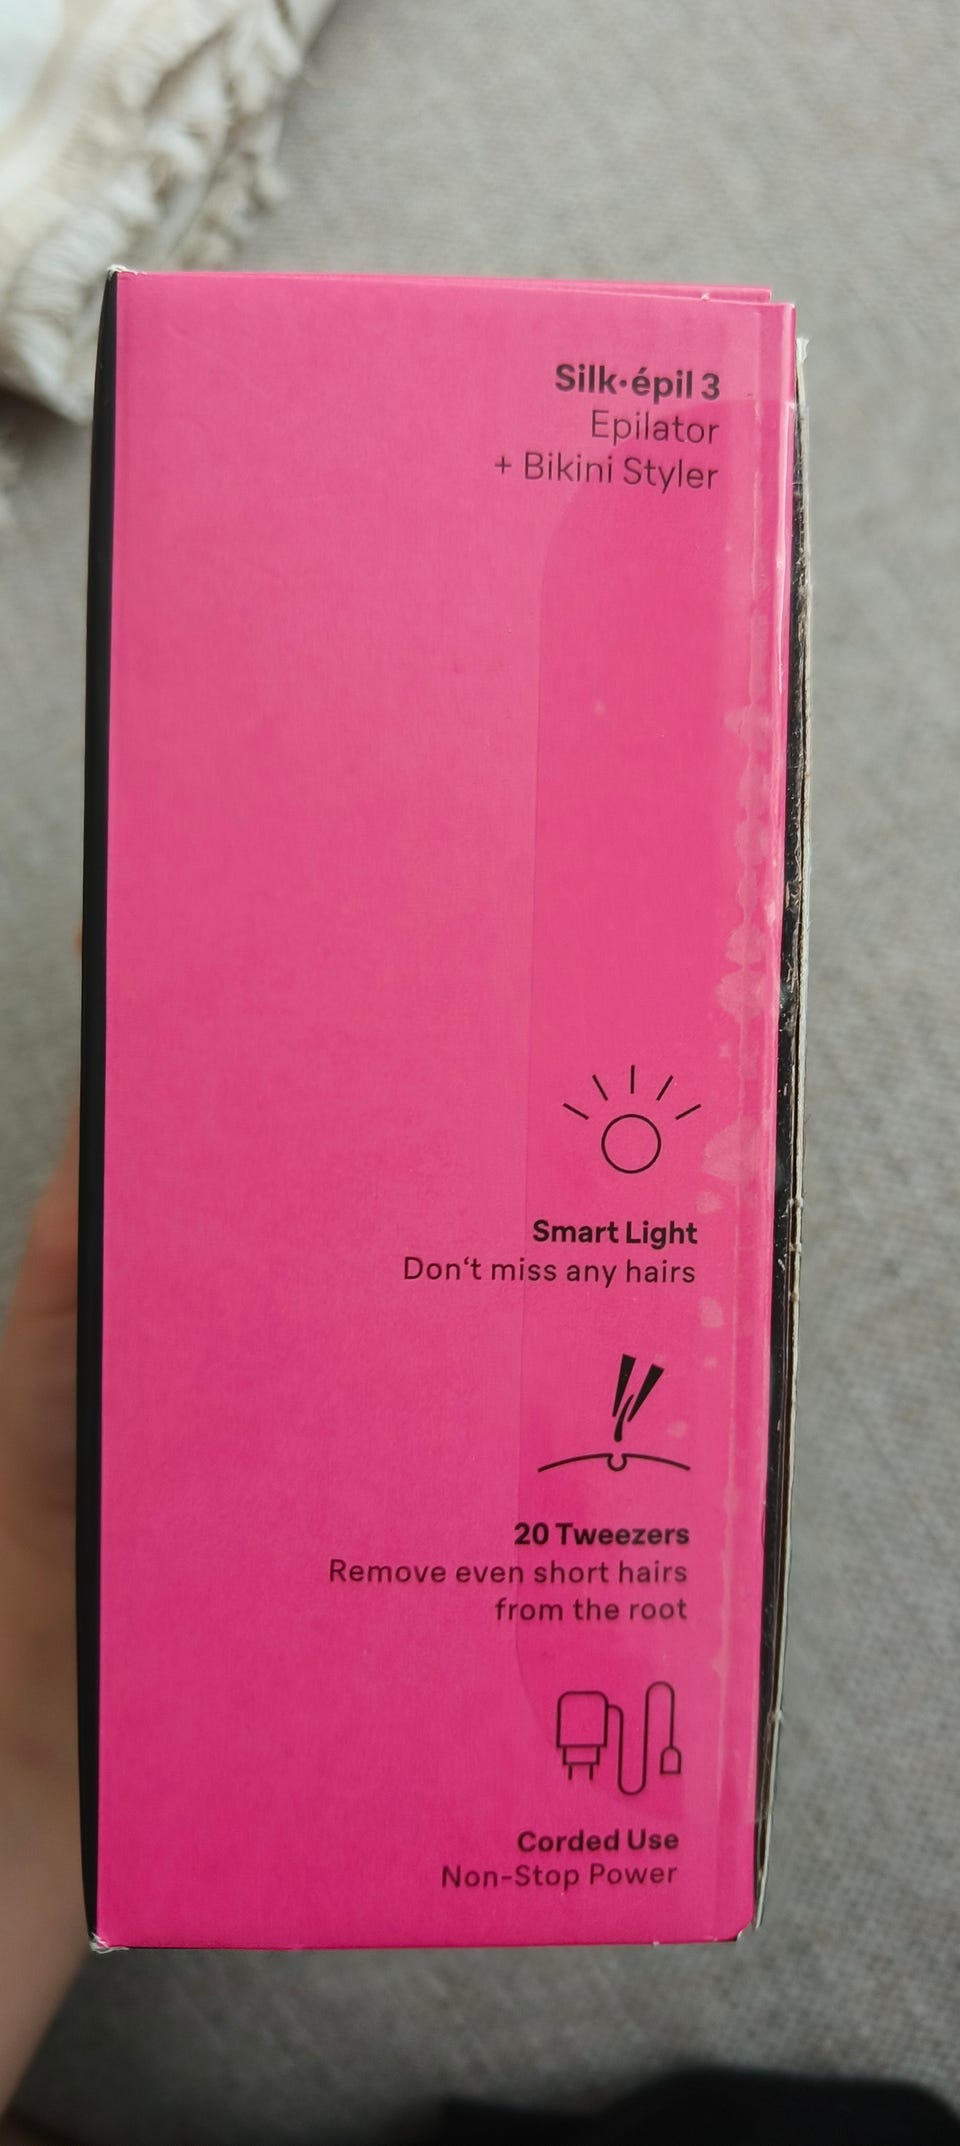 Silk·épil 3
Epilator
+ Bikini Styler
Smart Light
Don‘t miss any hairs
20 Tweezers
Remove even short hairs
from the root
Corded Use
Non-Stop Power